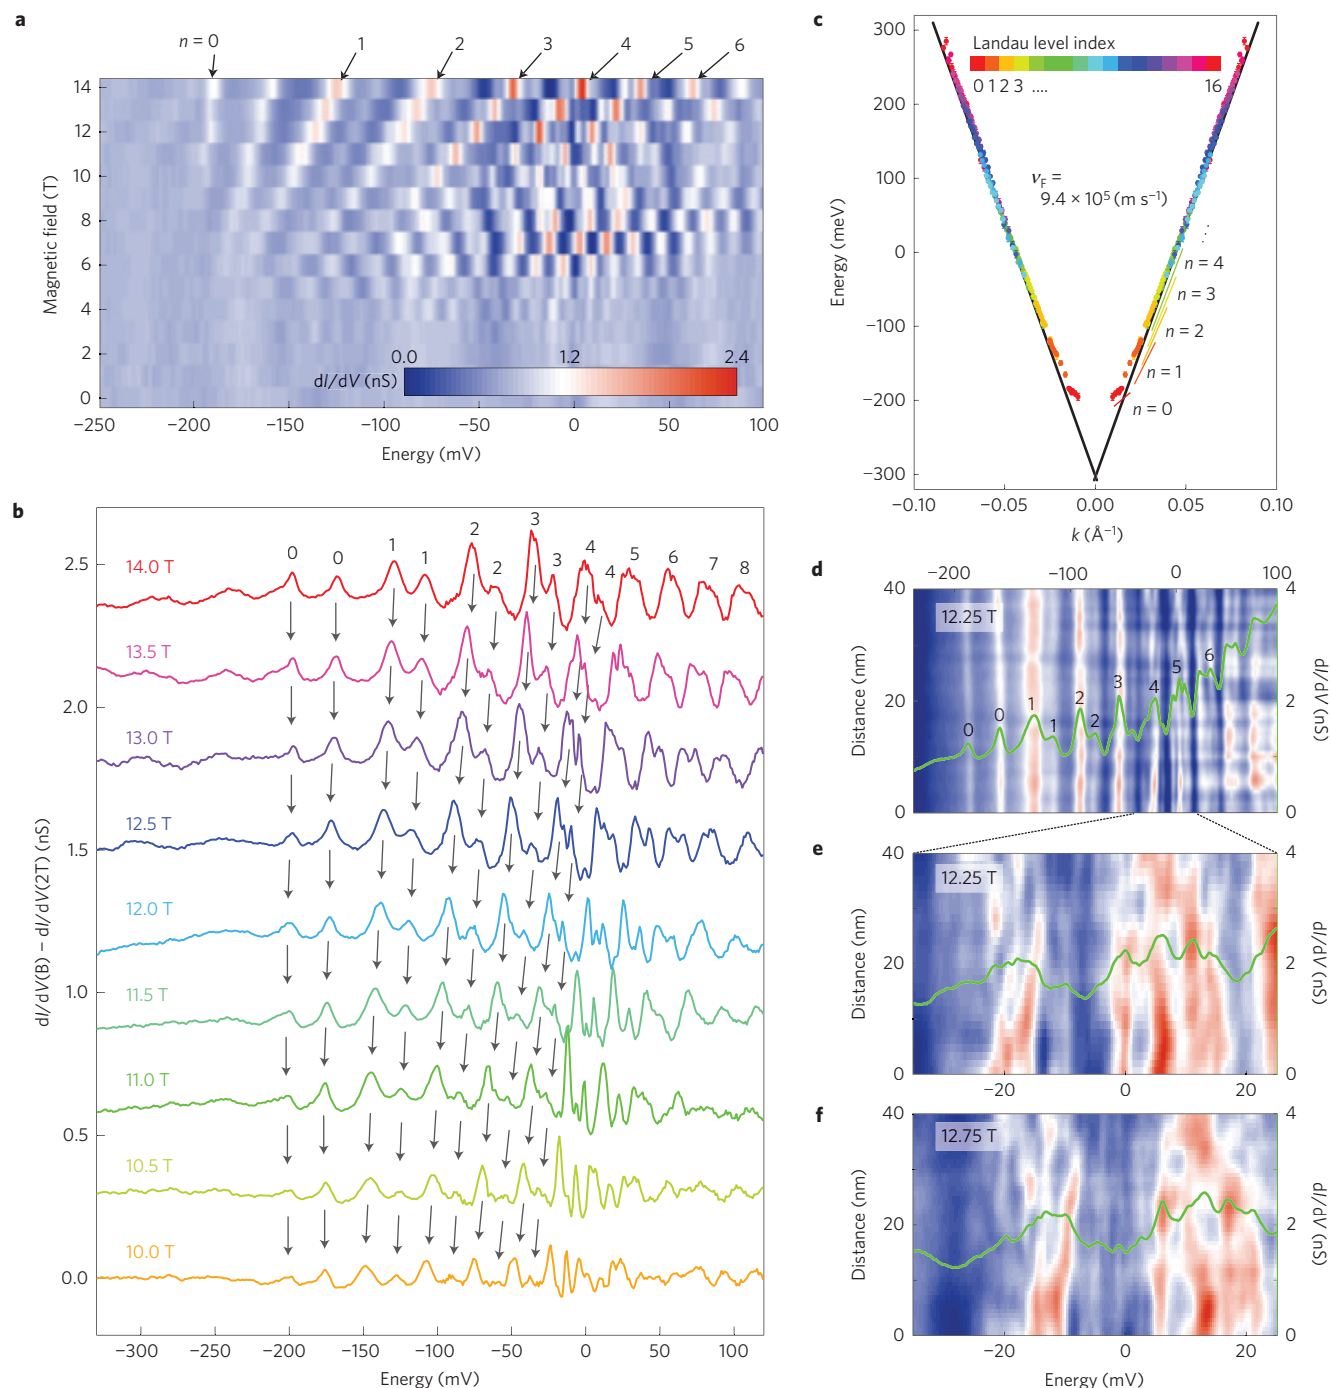 a
n = 0 1 2 3 4 5 6
14
12
10
8
6
4
2
0
Magnetic field (T)
0.0 1.2 2.4
dI/dV (nS)
−250 −200 −150 −100 −50 0 50 100
Energy (mV)
b
2.5
2.0
1.5
1.0
0.5
0.0
dI/dV(B) − dI/dV(2T) (nS)
0 0 1 1 2 2 3 3 4 4 5 6 7 8
14.0 T
13.5 T
13.0 T
12.5 T
12.0 T
11.5 T
11.0 T
10.5 T
10.0 T
−300 −250 −200 −150 −100 −50 0 50 100
Energy (mV)
c
300
200
100
0
−100
−200
−300
Energy (meV)
Landau level index
0 1 2 3 .... 16
νF =
9.4 × 10⁵ (m s⁻¹)
n = 4
n = 3
n = 2
n = 1
n = 0
−0.10 −0.05 0.00 0.05 0.10
k (Å⁻¹)
d
−200 −100 0 100
40
20
0
Distance (nm)
12.25 T
0 0 1 1 2 2 3 4 5 6
4
2
0
dI/dV (nS)
e
40
20
0
Distance (nm)
12.25 T
4
2
0
dI/dV (nS)
−20 0 20
f
40
20
0
Distance (nm)
12.75 T
4
2
0
dI/dV (nS)
−20 0 20
Energy (mV)